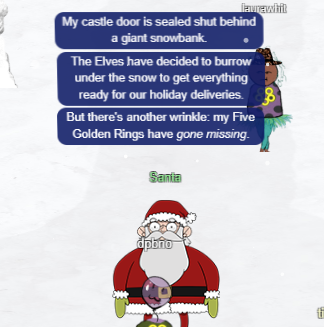 laurawhit
My castle door is sealed shut behind
a giant snowbank.
The Elves have decided to burrow
under the snow to get everything
ready for our holiday deliveries.
But there's another wrinkle: my Five
Golden Rings have gone missing.
Santa
dpbno